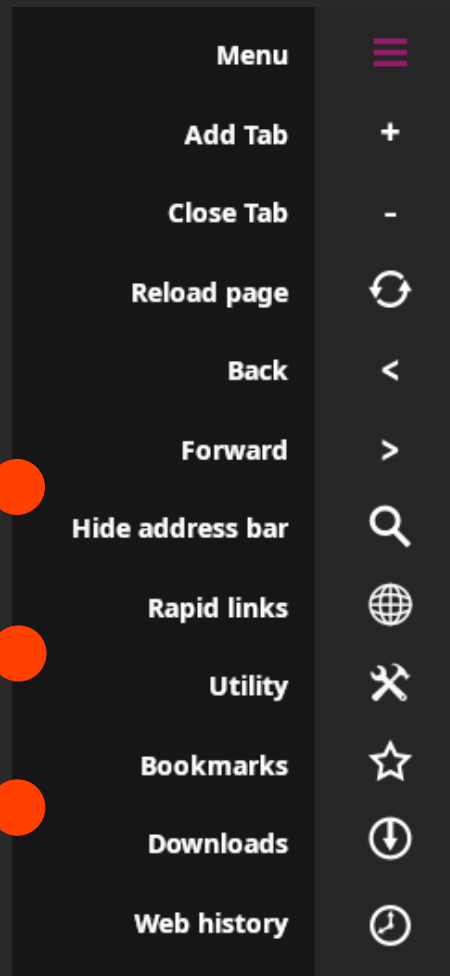 Menu
Add Tab +
Close Tab -
Reload page
Back <
Forward >
Hide address bar
Rapid links
Utility
Bookmarks
Downloads
Web history